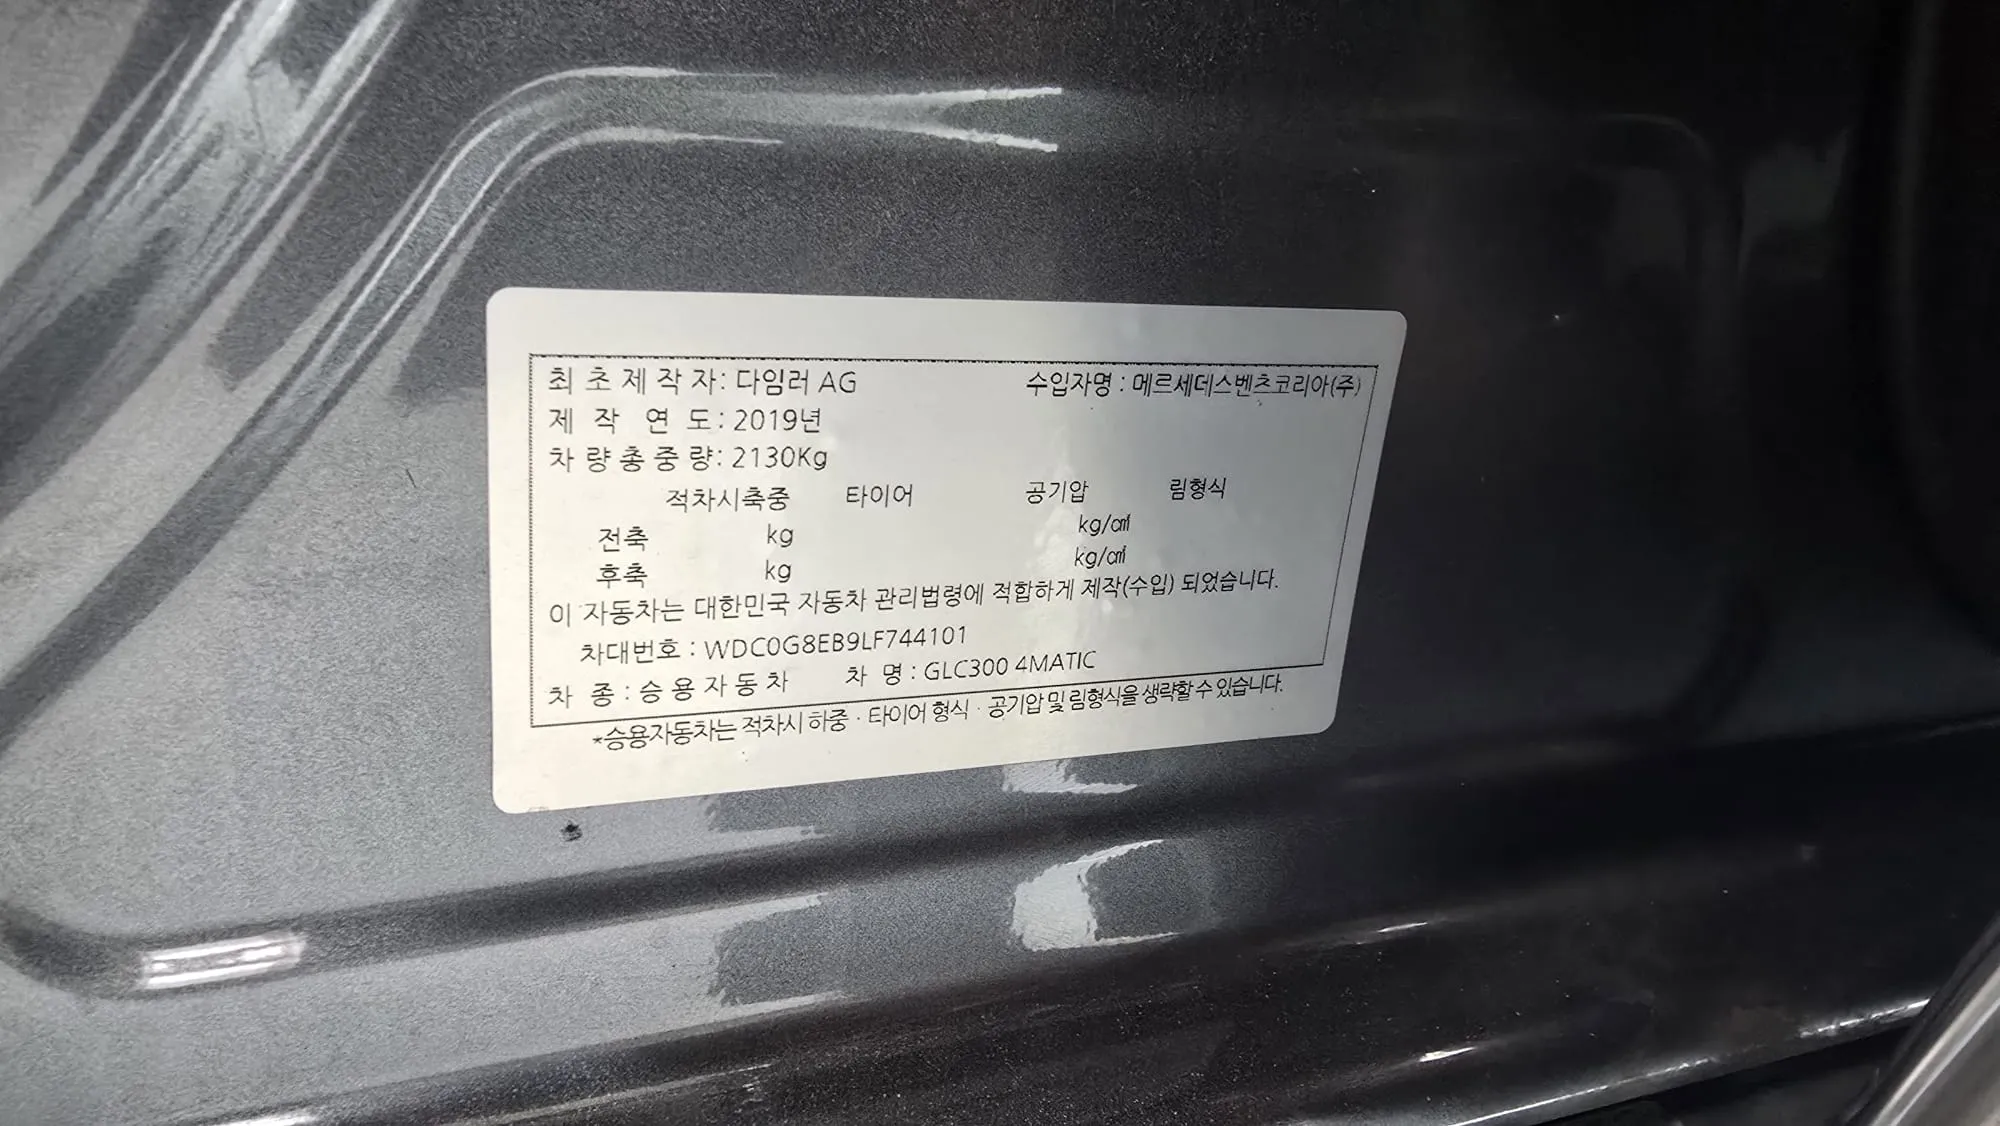 최 초 제 작 자 : 다임러 AG 수입자명 : 메르세데스벤츠코리아(주)
제 작 연 도 : 2019년
차 량 총 중 량 : 2130Kg
적차시축중 타이어 공기압 림형식
전축 kg kg/㎠
후축 kg kg/㎠
이 자동차는 대한민국 자동차 관리법령에 적합하게 제작(수입) 되었습니다.
차대번호 : WDC0G8EB9LF744101
차 종 : 승 용 자 동 차 차 명 : GLC300 4MATIC
*승용자동차는 적차시 하중 · 타이어 형식 · 공기압 및 림형식을 생략할 수 있습니다.